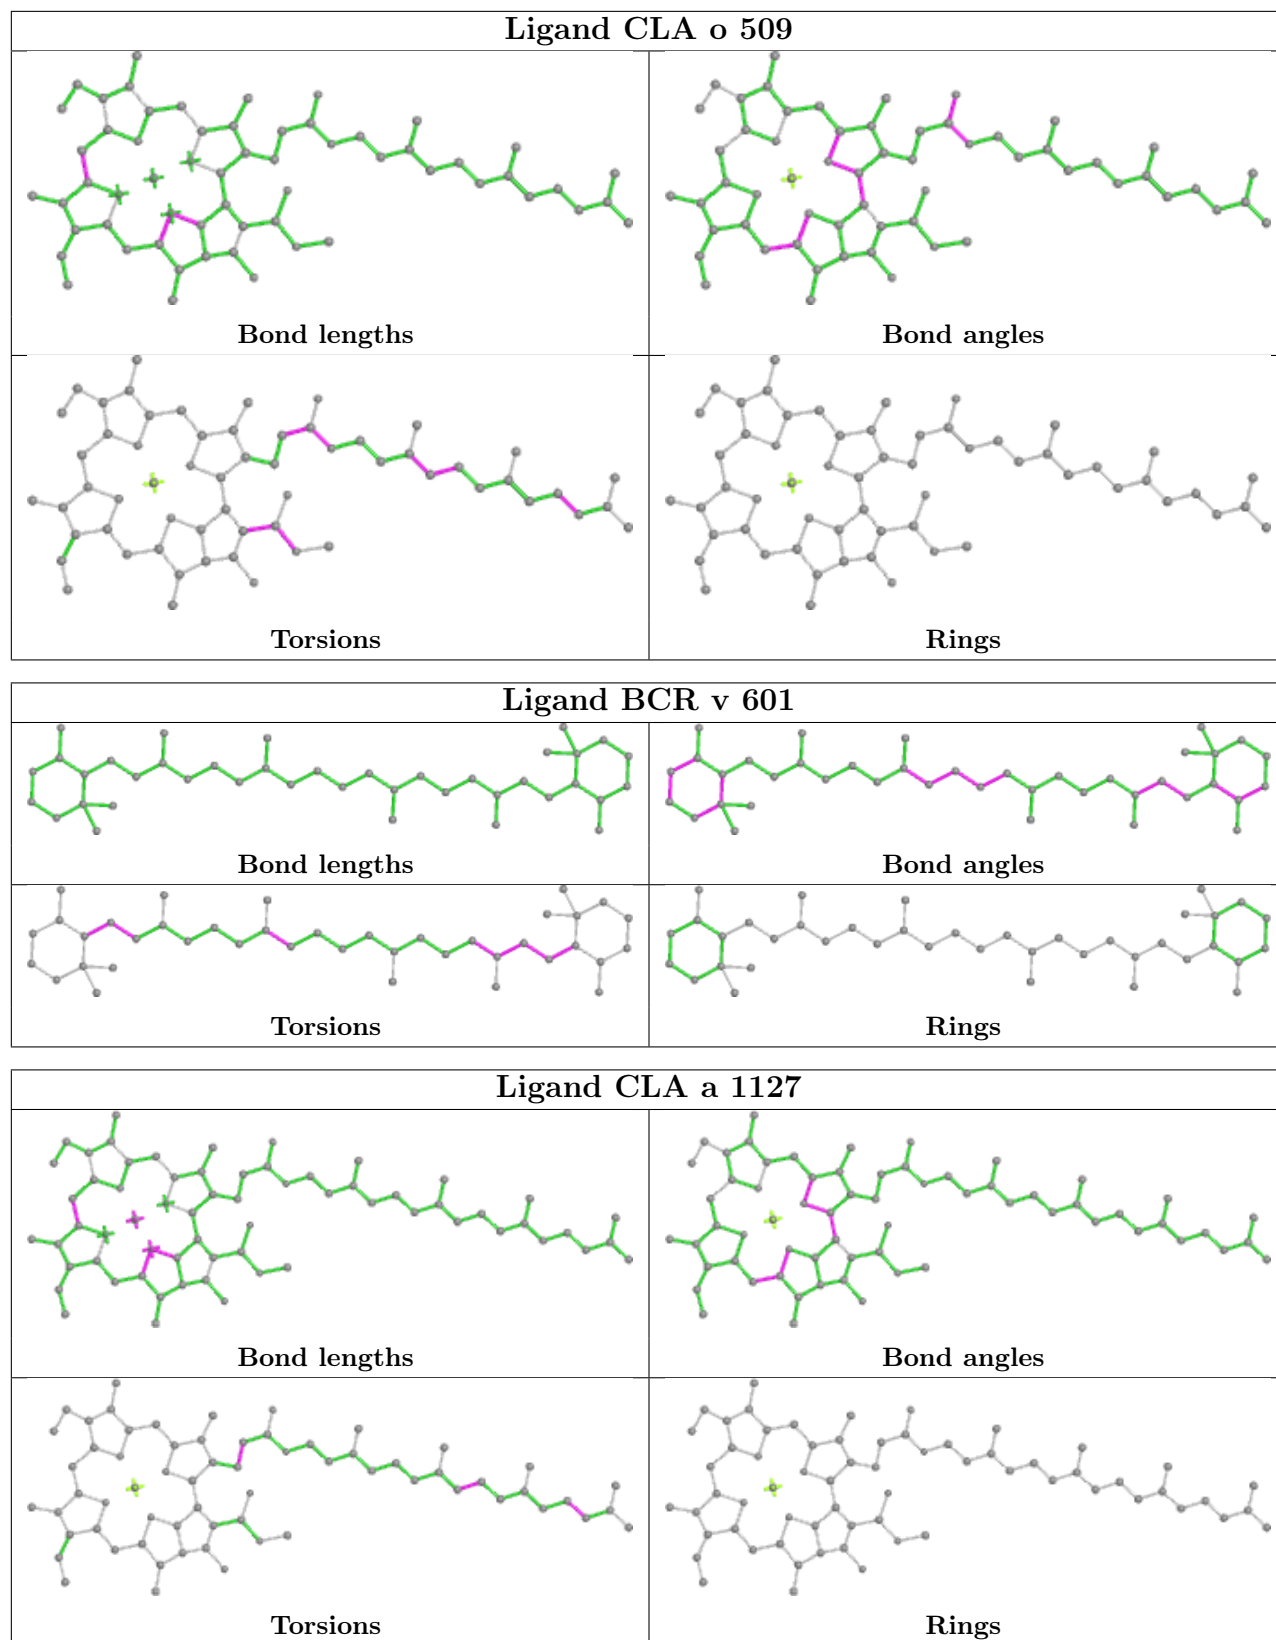 Ligand CLA o 509
Bond lengths
Bond angles
Torsions
Rings
Ligand BCR v 601
Bond lengths
Bond angles
Torsions
Rings
Ligand CLA a 1127
Bond lengths
Bond angles
Torsions
Rings